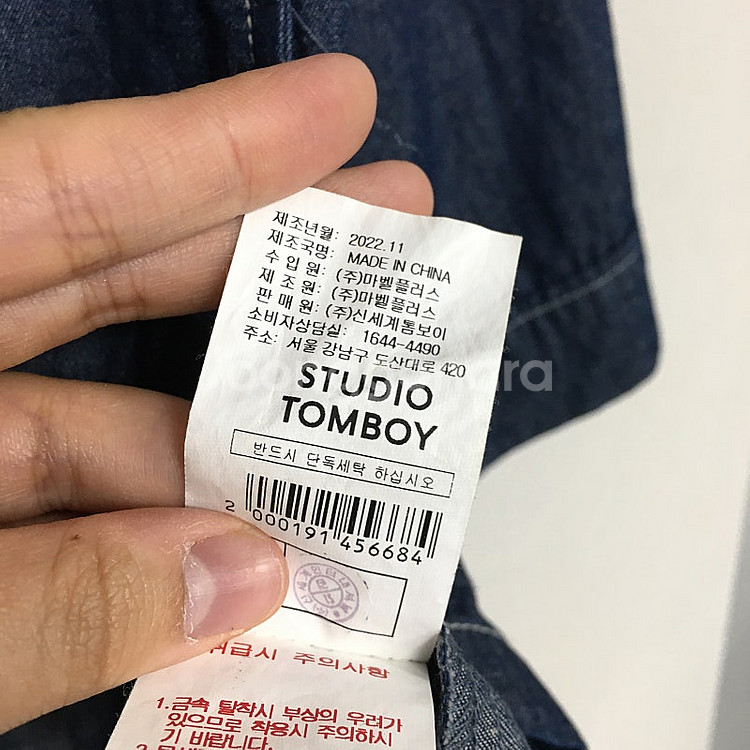 제조년월: 2022.11
제조국명: MADE IN CHINA
수 입 원: (주)마벨플러스
제 조 원: (주)마벨플러스
판 매 원: (주)신세계톰보이
소비자상담실: 1644-4490
주소: 서울 강남구 도산대로 420
STUDIO
TOMBOY
반드시 단독세탁 하십시오
2 000191 456684
취급시 주의사항
1.금속 탈착시 부상의 우려가
있으므로 착용시 주의하시
기 바랍니다.